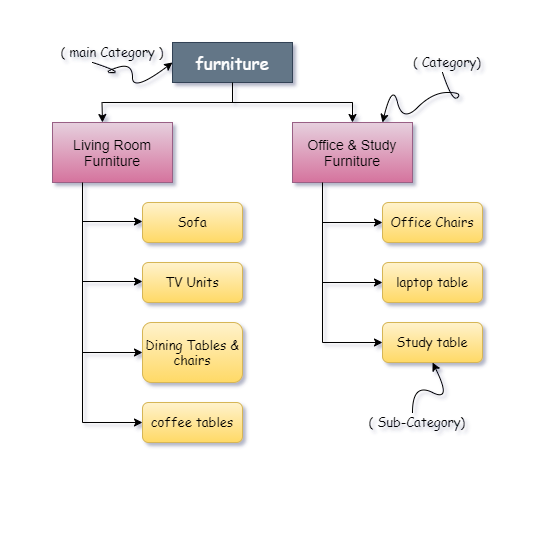 ( main Category )
furniture
( Category)
Living Room
Furniture
Office & Study
Furniture
Sofa
Office Chairs
TV Units
laptop table
Dining Tables &
chairs
Study table
coffee tables
( Sub-Category)